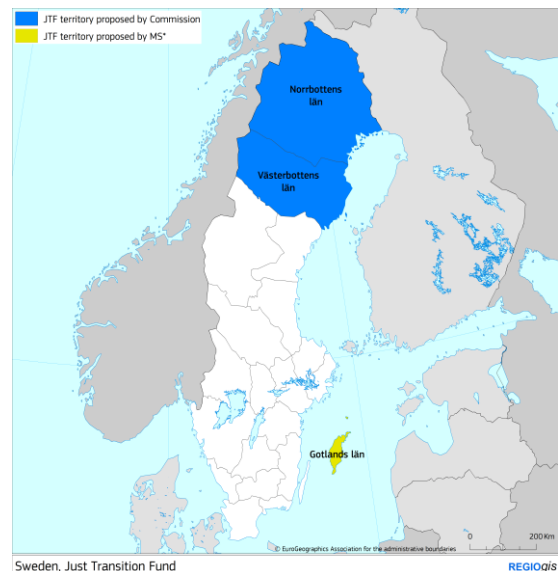 JTF territory proposed by Commission
JTF territory proposed by MS*
Norrbottens
län
Västerbottens
län
Gotlands län
0 200 Km
© EuroGeographics Association for the administrative boundaries
Sweden, Just Transition Fund
REGIOgis